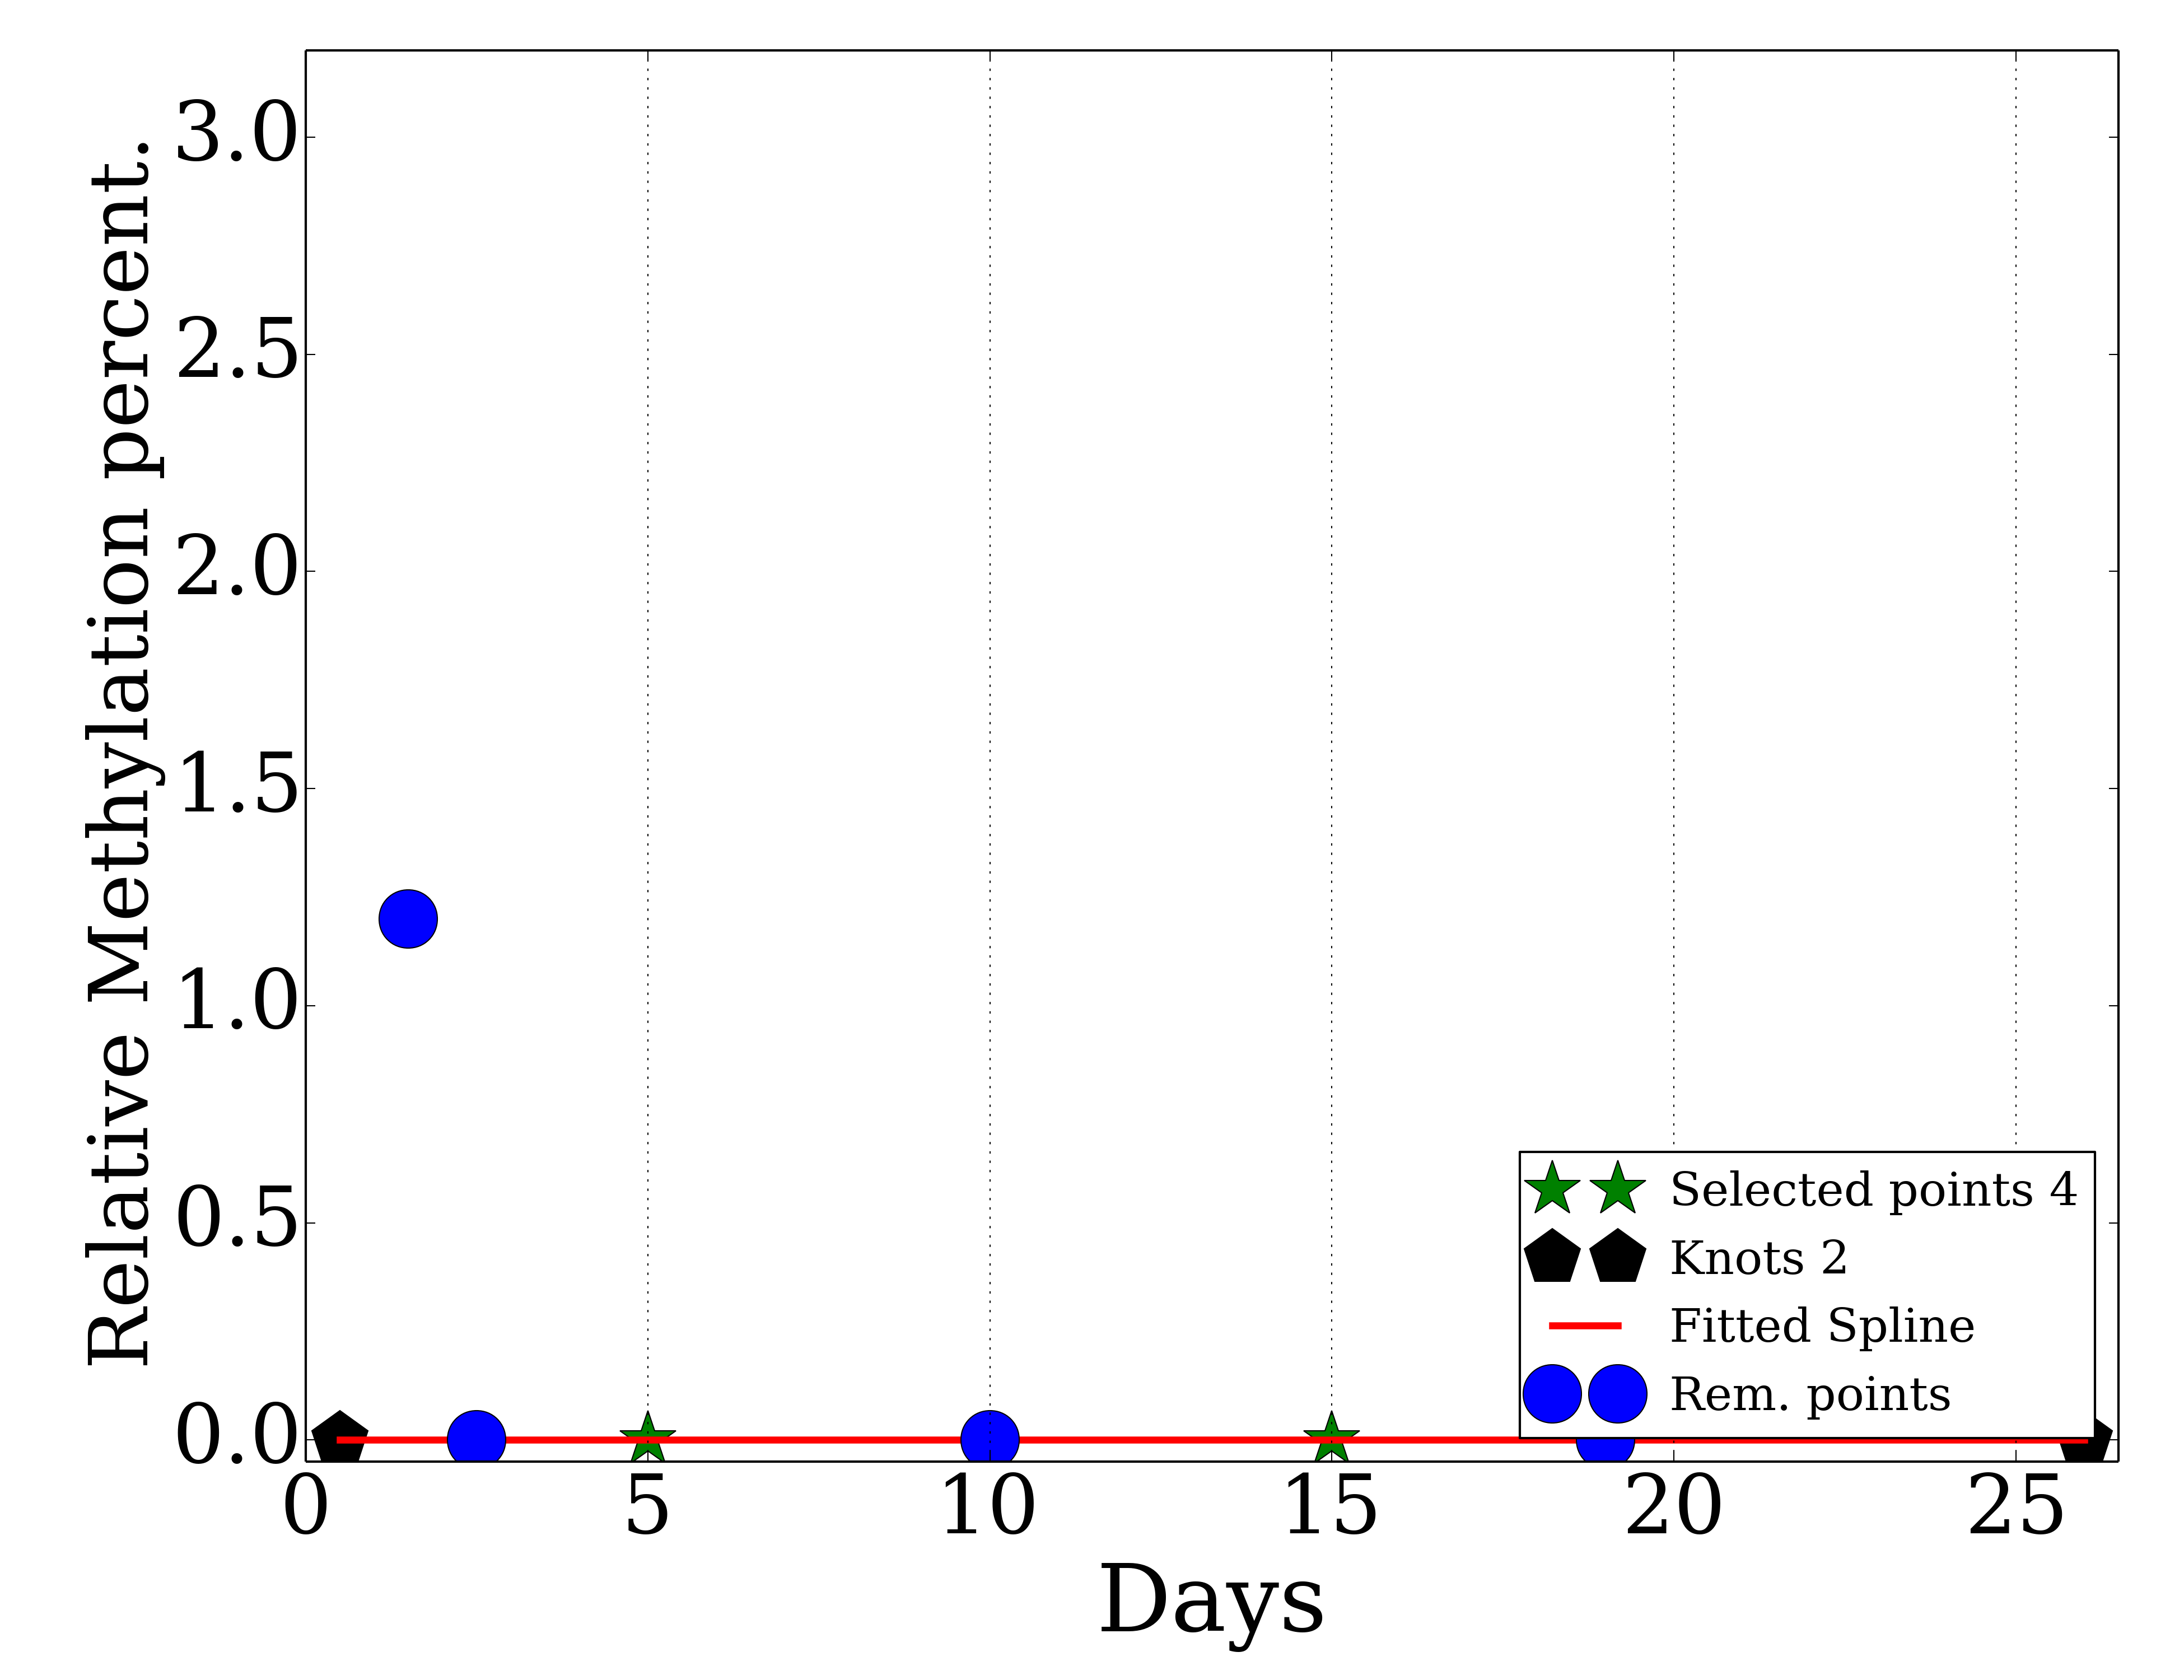 Relative Methylation percent.
3.0
2.5
2.0
1.5
1.0
0.5
0.0
0 5 10 15 20 25
Days
Selected points 4
Knots 2
Fitted Spline
Rem. points